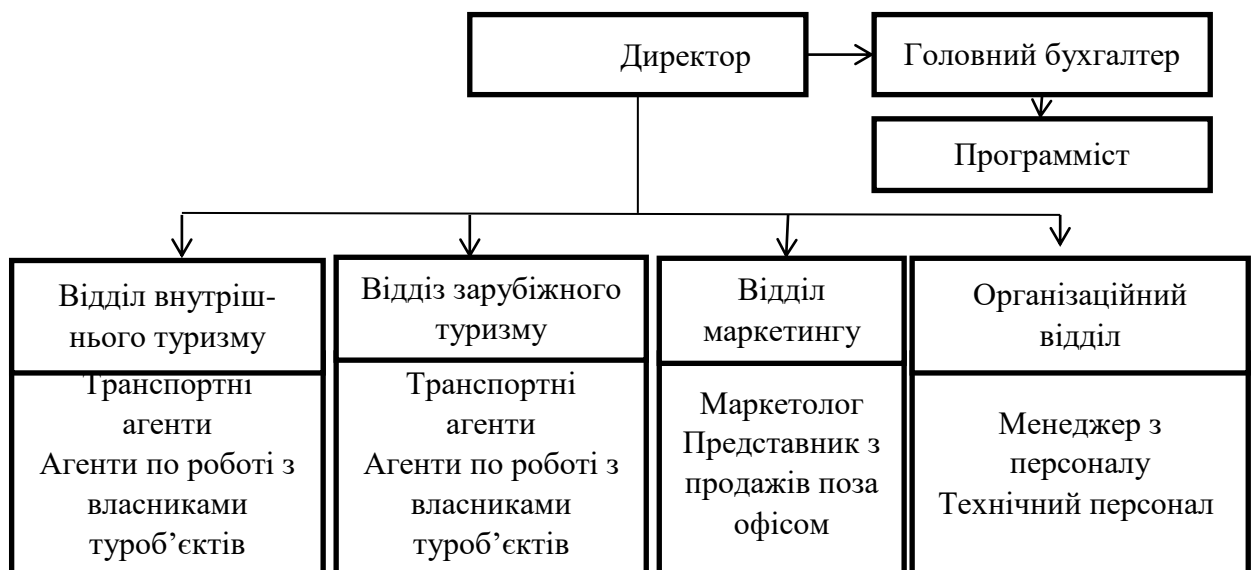 Директор
Головний бухгалтер
Программіст
Відділ внутріш-
нього туризму
Транспортні
агенти
Агенти по роботі з
власниками
туроб’єктів
Віддіз зарубіжного
туризму
Транспортні
агенти
Агенти по роботі з
власниками
туроб’єктів
Відділ
маркетингу
Маркетолог
Представник з
продажів поза
офісом
Організаційний
відділ
Менеджер з
персоналу
Технічний персонал